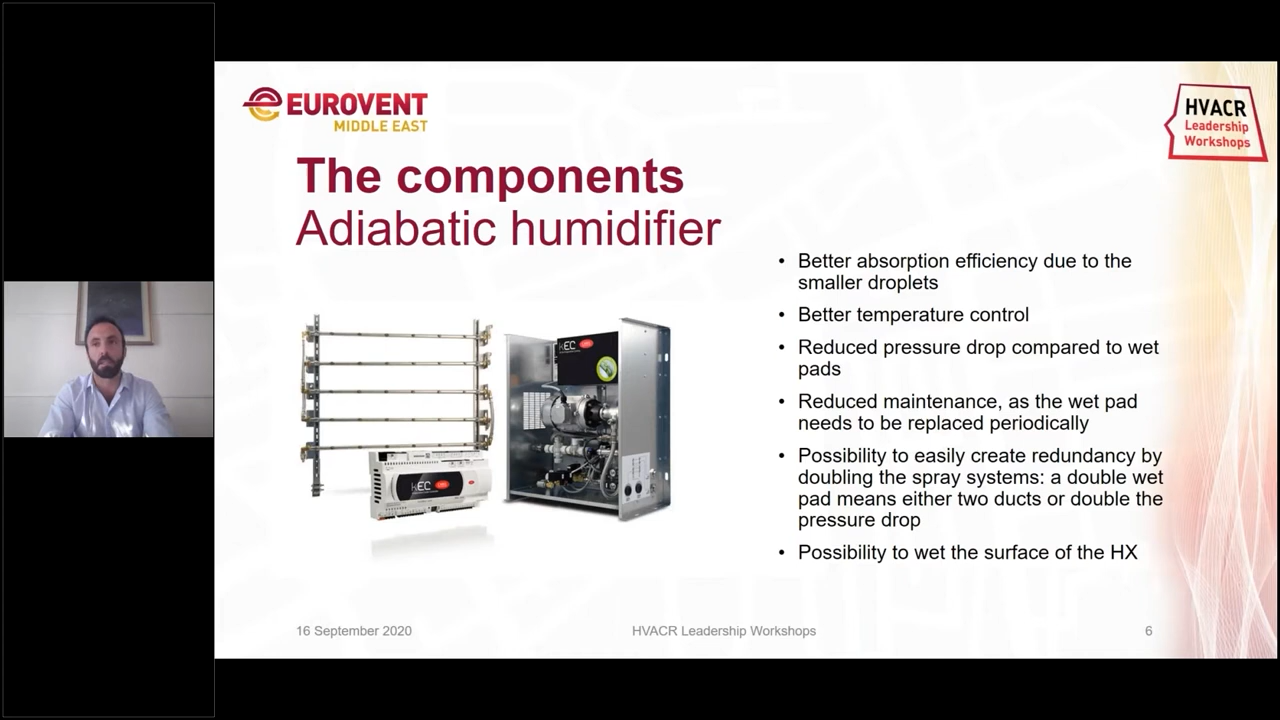 EUROVENT
MIDDLE EAST
HVACR
Leadership
Workshops
The components
Adiabatic humidifier
• Better absorption efficiency due to the
smaller droplets
• Better temperature control
• Reduced pressure drop compared to wet
pads
• Reduced maintenance, as the wet pad
needs to be replaced periodically
• Possibility to easily create redundancy by
doubling the spray systems: a double wet
pad means either two ducts or double the
pressure drop
• Possibility to wet the surface of the HX
kEC
kEC
16 September 2020
HVACR Leadership Workshops
6